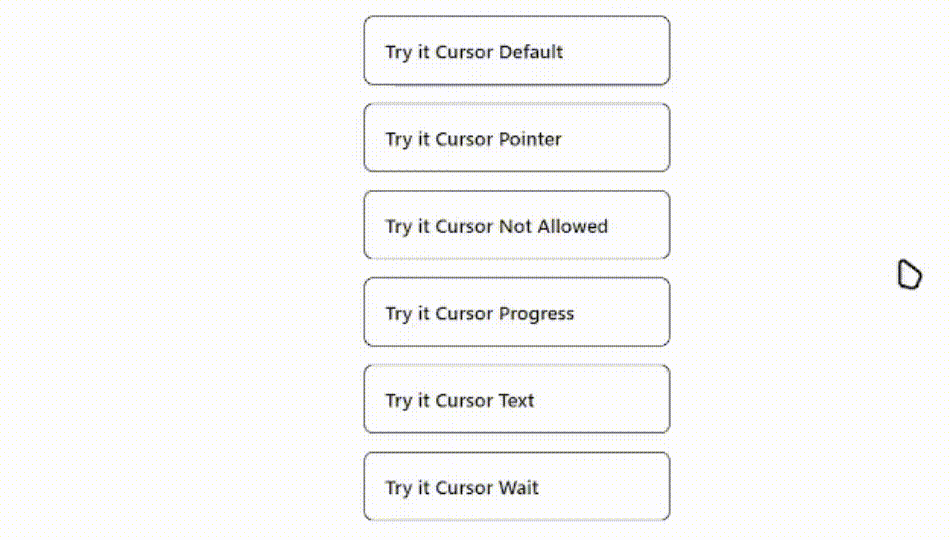 Try it Cursor Default
Try it Cursor Pointer
Try it Cursor Not Allowed
Try it Cursor Progress
Try it Cursor Text
Try it Cursor Wait